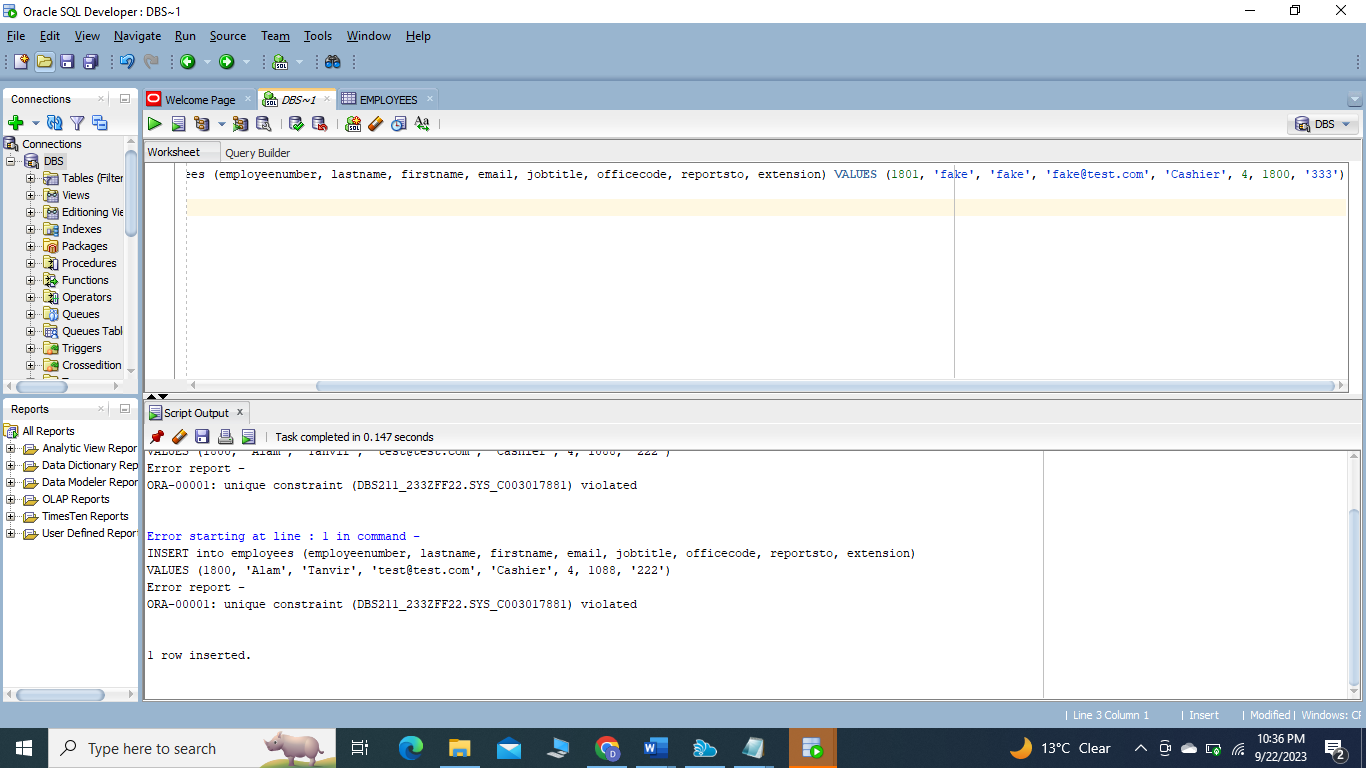 Oracle SQL Developer : DBS~1
File Edit View Navigate Run Source Team Tools Window Help
Connections
Welcome Page
DBS~1
EMPLOYEES
DBS
Worksheet
Query Builder
ees (employeenumber, lastname, firstname, email, jobtitle, officecode, reportsto, extension) VALUES (1801, 'fake', 'fake', 'fake@test.com', 'Cashier', 4, 1800, '333')
Connections
DBS
Tables (Filter
Views
Editioning Vie
Indexes
Packages
Procedures
Functions
Operators
Queues
Queues Tabl
Triggers
Crossedition
Reports
All Reports
Analytic View Repor
Data Dictionary Rep
Data Modeler Repor
OLAP Reports
TimesTen Reports
User Defined Report
Script Output
Task completed in 0.147 seconds
VALUES (1800, 'Alam', 'Tanvir', 'test@test.com', 'Cashier', 4, 1088, '222')
Error report -
ORA-00001: unique constraint (DBS211_233ZFF22.SYS_C003017881) violated
Error starting at line : 1 in command -
INSERT into employees (employeenumber, lastname, firstname, email, jobtitle, officecode, reportsto, extension)
VALUES (1800, 'Alam', 'Tanvir', 'test@test.com', 'Cashier', 4, 1088, '222')
Error report -
ORA-00001: unique constraint (DBS211_233ZFF22.SYS_C003017881) violated
1 row inserted.
Line 3 Column 1 | Insert | Modified | Windows: CF
Type here to search
13°C Clear
10:36 PM
9/22/2023
2